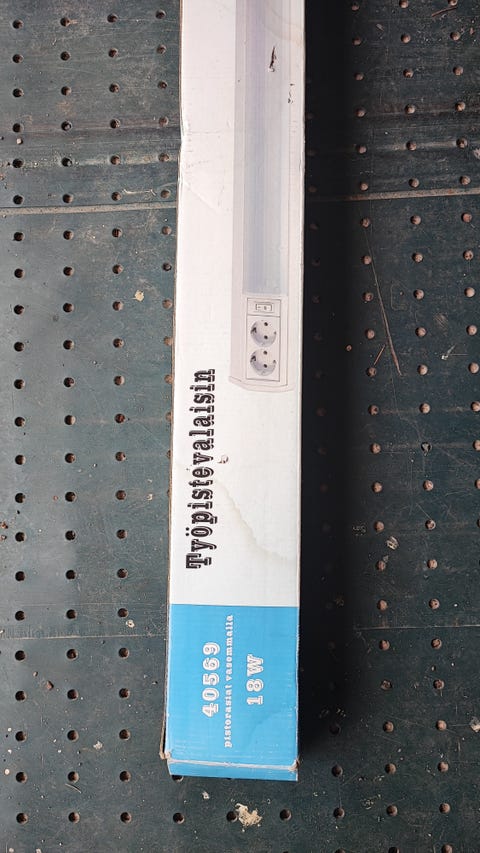 Työpistevalaisin
40569
pistorasiat vasemmalla
18W